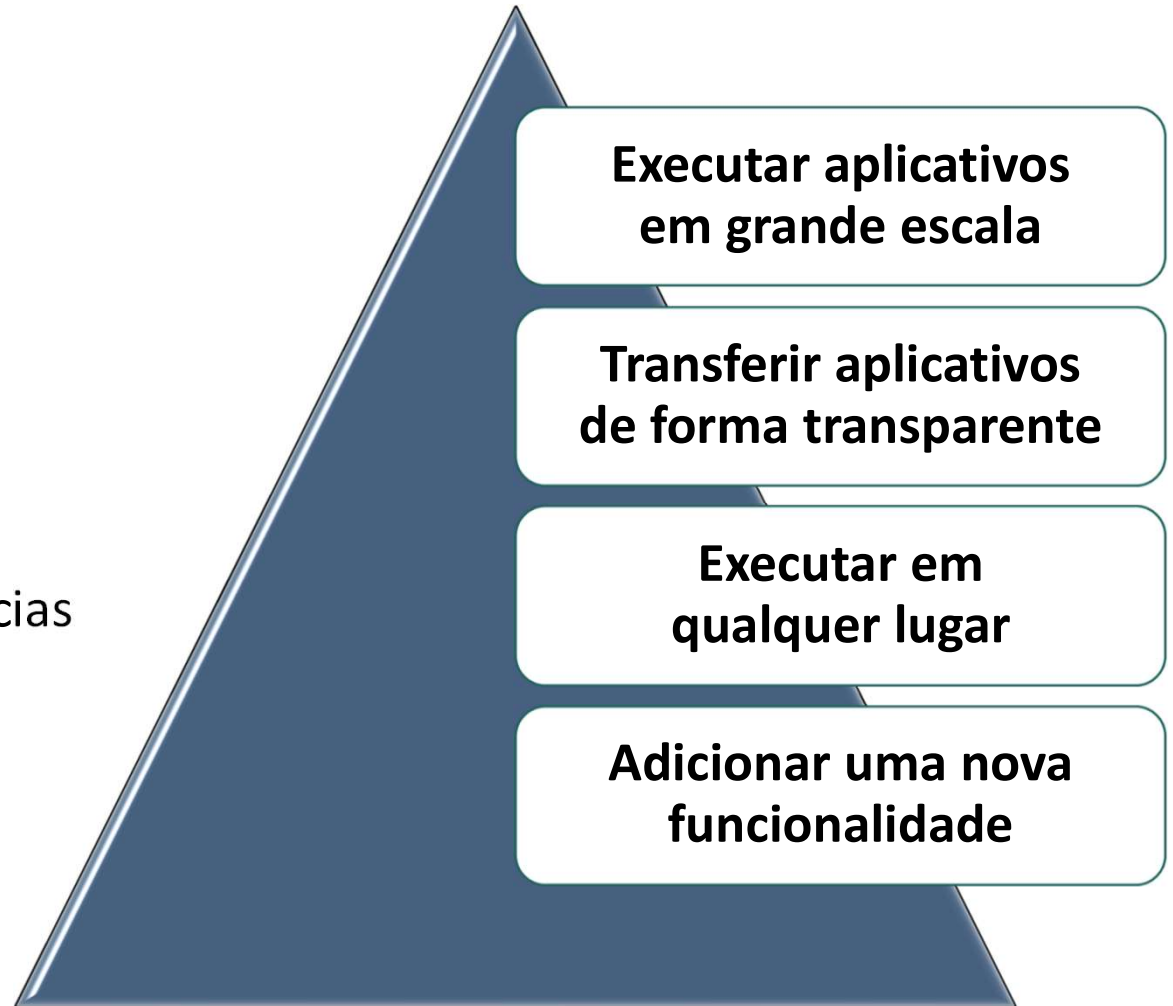 Executar aplicativos
em grande escala
Transferir aplicativos
de forma transparente
cias
Executar em
qualquer lugar
Adicionar uma nova
funcionalidade